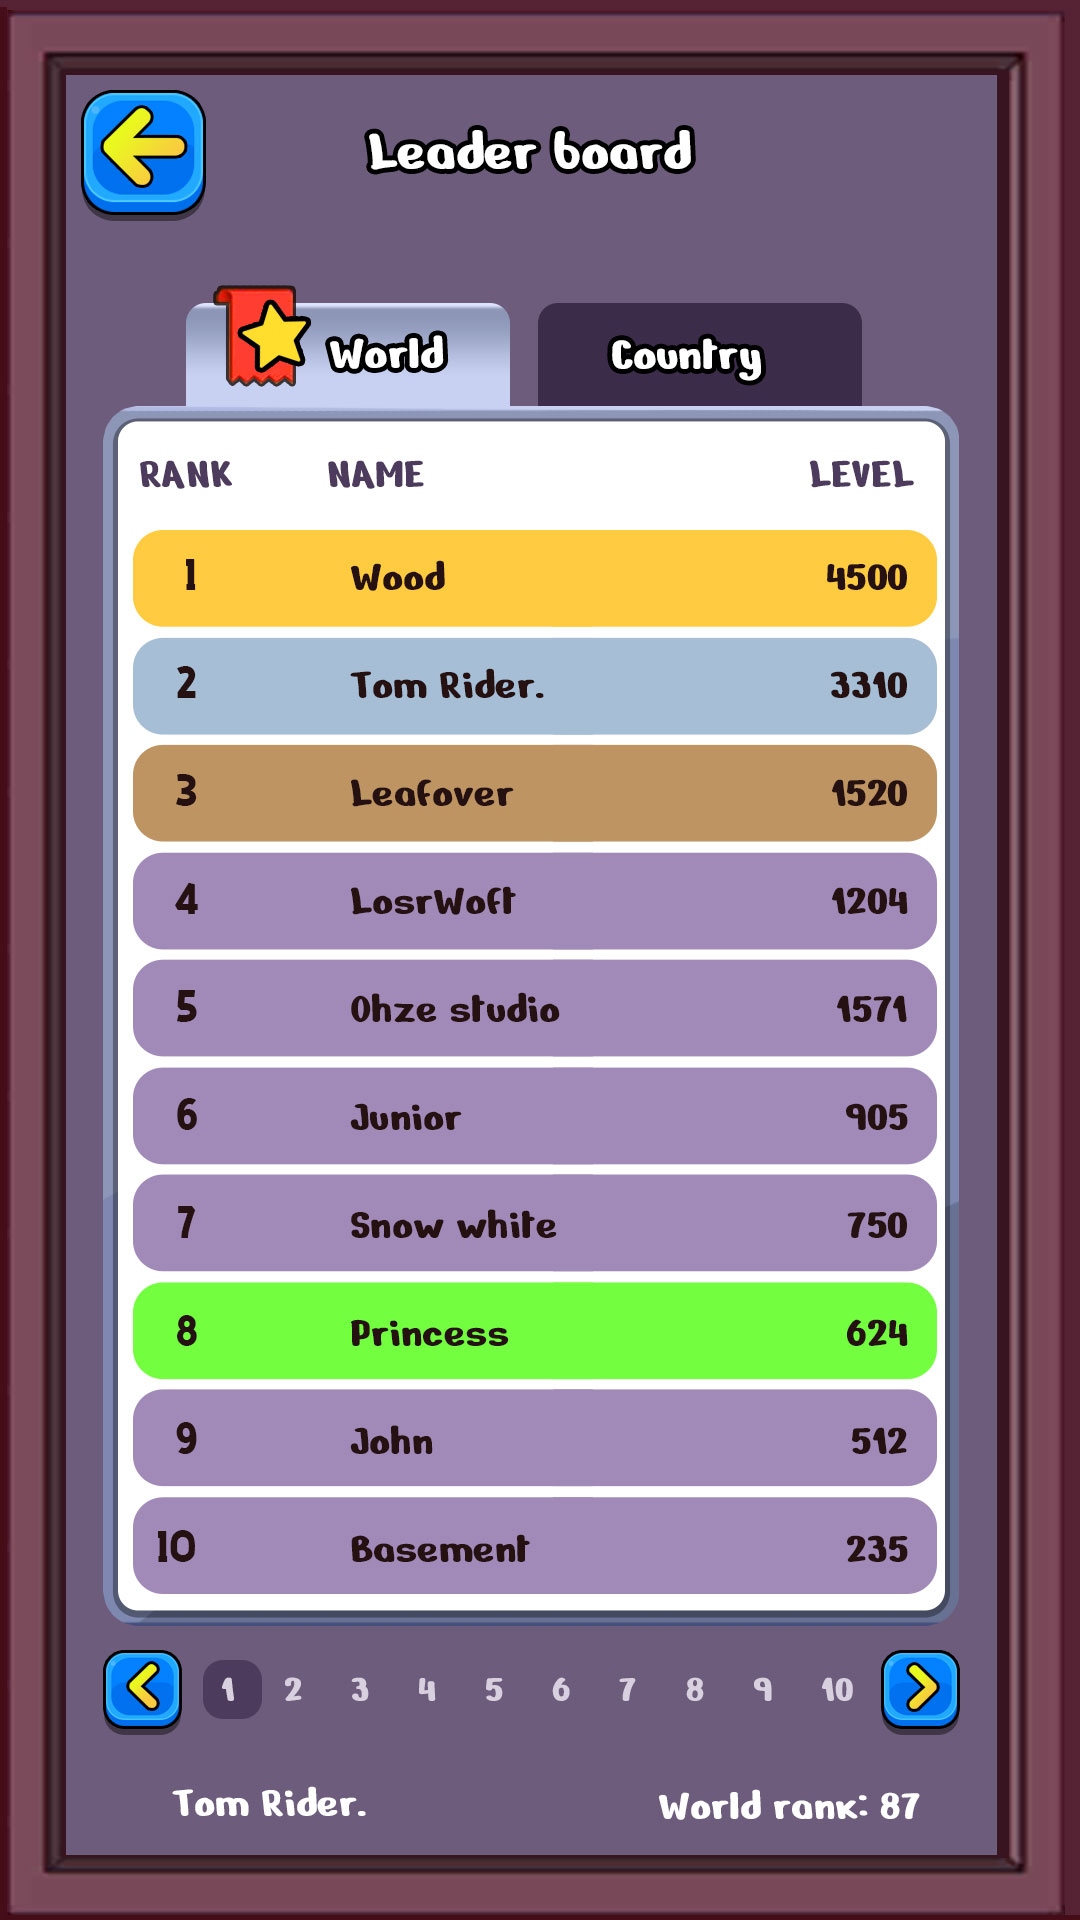 Leader board
World Country
RANK NAME LEVEL
1 Wood 4500
2 Tom Rider. 3310
3 Leafover 1520
4 LosrWoft 1204
5 Ohze studio 1571
6 Junior 905
7 Snow white 750
8 Princess 624
9 John 512
10 Basement 235
1 2 3 4 5 6 7 8 9 10
Tom Rider. World rank: 87